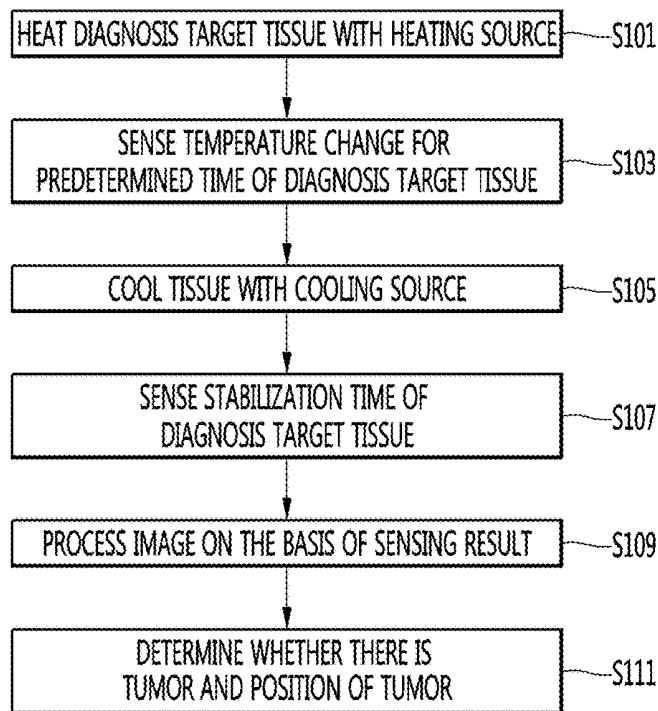 HEAT DIAGNOSIS TARGET TISSUE WITH HEATING SOURCE S101
SENSE TEMPERATURE CHANGE FOR
PREDETERMINED TIME OF DIAGNOSIS TARGET TISSUE
S103
COOL TISSUE WITH COOLING SOURCE S105
SENSE STABILIZATION TIME OF
DIAGNOSIS TARGET TISSUE
S107
PROCESS IMAGE ON THE BASIS OF SENSING RESULT S109
DETERMINE WHETHER THERE IS
TUMOR AND POSITION OF TUMOR
S111